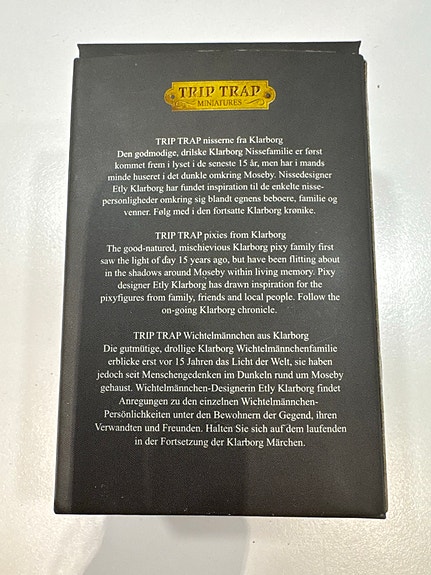 TRIP TRAP
MINIATURES
TRIP TRAP nisserne fra Klarborg
Den godmodige, drilske Klarborg Nissefamilie er først
kommet frem i lyset i de seneste 15 år, men har i mands
minde huseret i det dunkle omkring Moseby. Nissedesigner
Etly Klarborg har fundet inspiration til de enkelte nisse-
personligheder omkring sig blandt egnens beboere, familie og
venner. Følg med i den fortsatte Klarborg krønike.
TRIP TRAP pixies from Klarborg
The good-natured, mischievious Klarborg pixy family first
saw the light of day 15 years ago, but have been flitting about
in the shadows around Moseby within living memory. Pixy
designer Etly Klarborg has drawn inspiration for the
pixyfigures from family, friends and local people. Follow the
on-going Klarborg chronicle.
TRIP TRAP Wichtelmännchen aus Klarborg
Die gutmütige, drollige Klarborg Wichtelmännchenfamilie
erblicke erst vor 15 Jahren das Licht der Welt, sie haben
jedoch seit Menschengedenken im Dunkeln rund um Moseby
gehaust. Wichtelmännchen-Designerin Etly Klarborg findet
Anregungen zu den einzelnen Wichtelmännchen-
Persönlichkeiten unter den Bewohnern der Gegend, ihren
Verwandten und Freunden. Halten Sie sich auf dem laufenden
in der Fortsetzung der Klarborg Märchen.